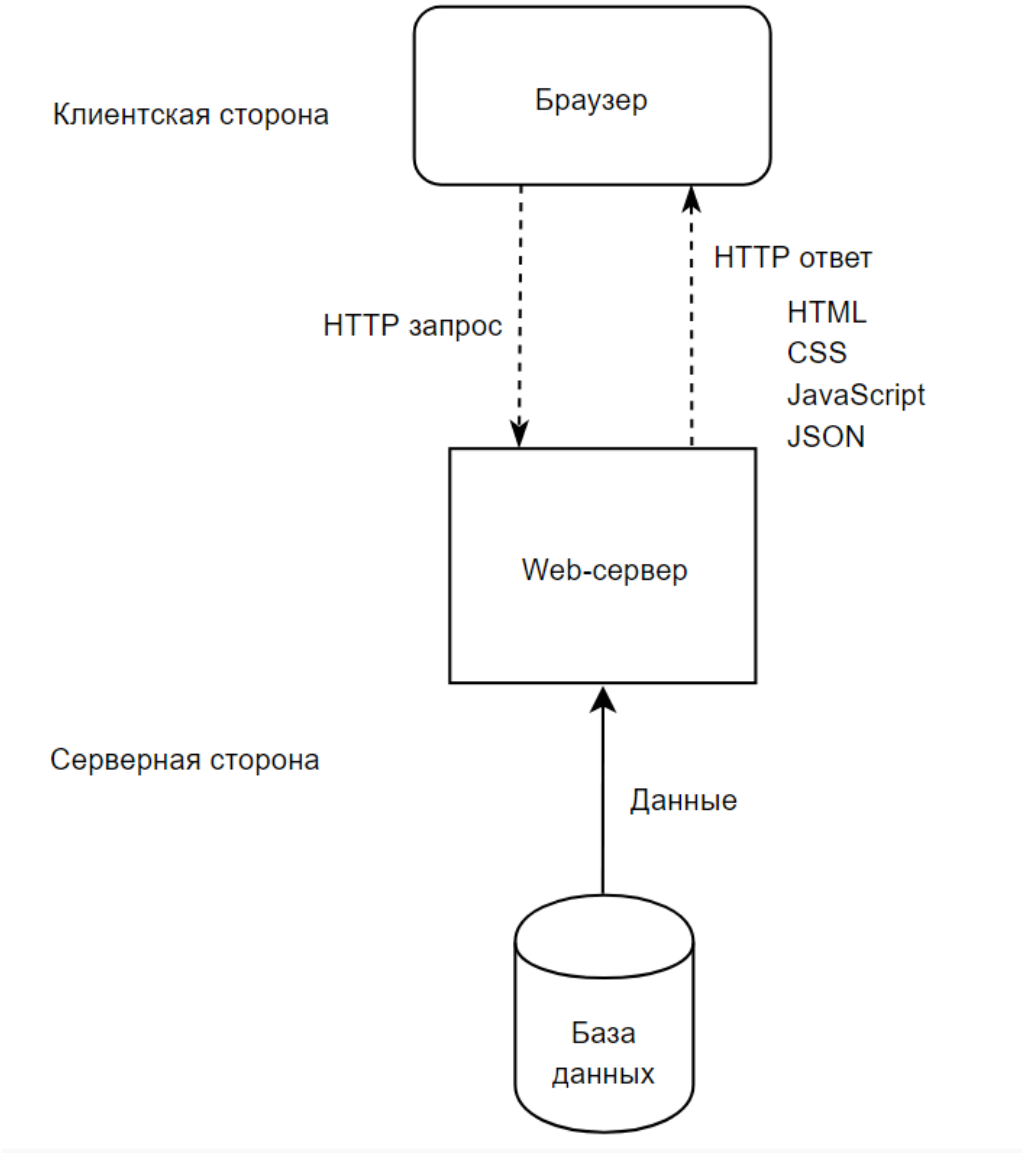 Браузер
Клиентская сторона
HTTP ответ
HTTP запрос
HTML
CSS
JavaScript
JSON
Web-сервер
Серверная сторона
Данные
База
данных